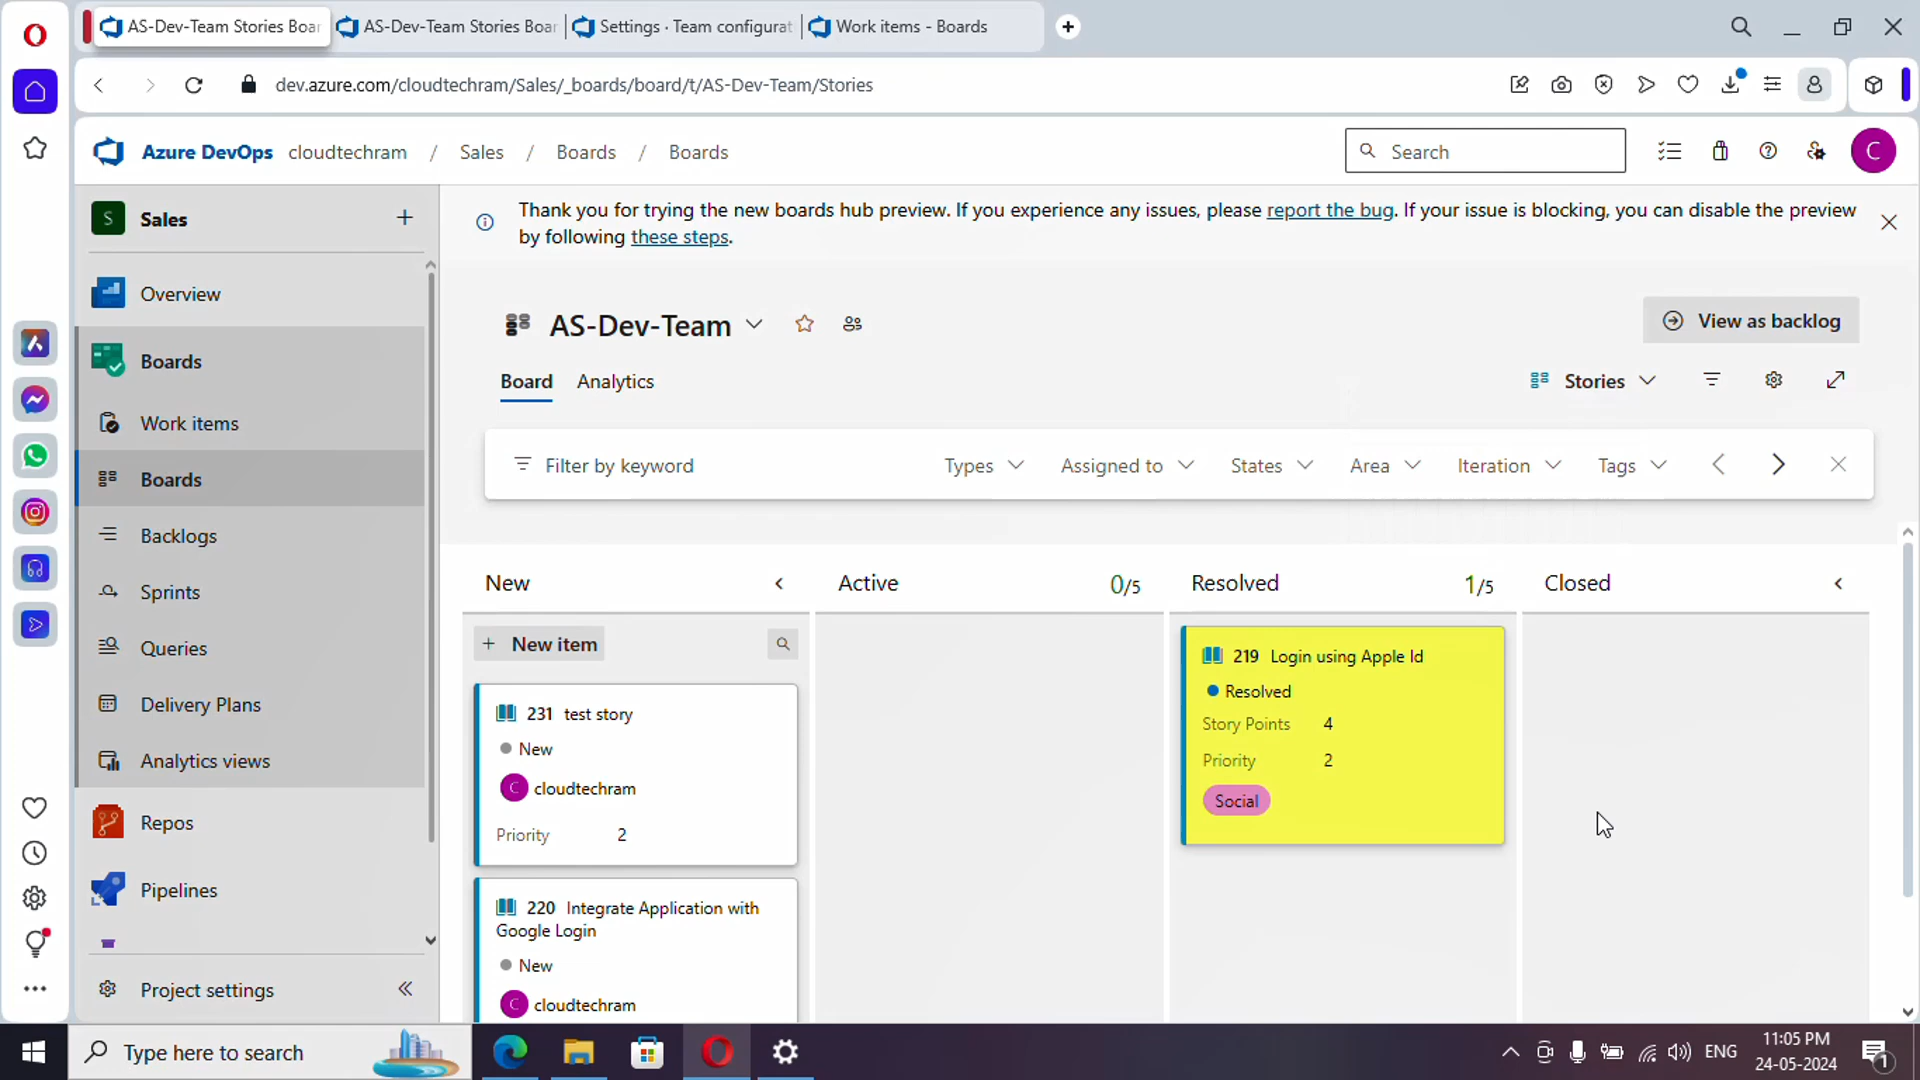 AS-Dev-Team Stories Boar
AS-Dev-Team Stories Boar
Settings · Team configurat
Work items - Boards
dev.azure.com/cloudtechram/Sales/_boards/board/t/AS-Dev-Team/Stories
Azure DevOps cloudtechram / Sales / Boards / Boards
Search
C
S Sales
Overview
Boards
Work items
Boards
Backlogs
Sprints
Queries
Delivery Plans
Analytics views
Repos
Pipelines
Project settings
Thank you for trying the new boards hub preview. If you experience any issues, please report the bug. If your issue is blocking, you can disable the preview
by following these steps.
AS-Dev-Team
View as backlog
Board Analytics
Stories
Filter by keyword
Types
Assigned to
States
Area
Iteration
Tags
New
Active 0/5
Resolved 1/5
Closed
+ New item
231 test story
New
C cloudtechram
Priority 2
220 Integrate Application with
Google Login
New
C cloudtechram
219 Login using Apple Id
Resolved
Story Points 4
Priority 2
Social
Type here to search
ENG
11:05 PM
24-05-2024
1